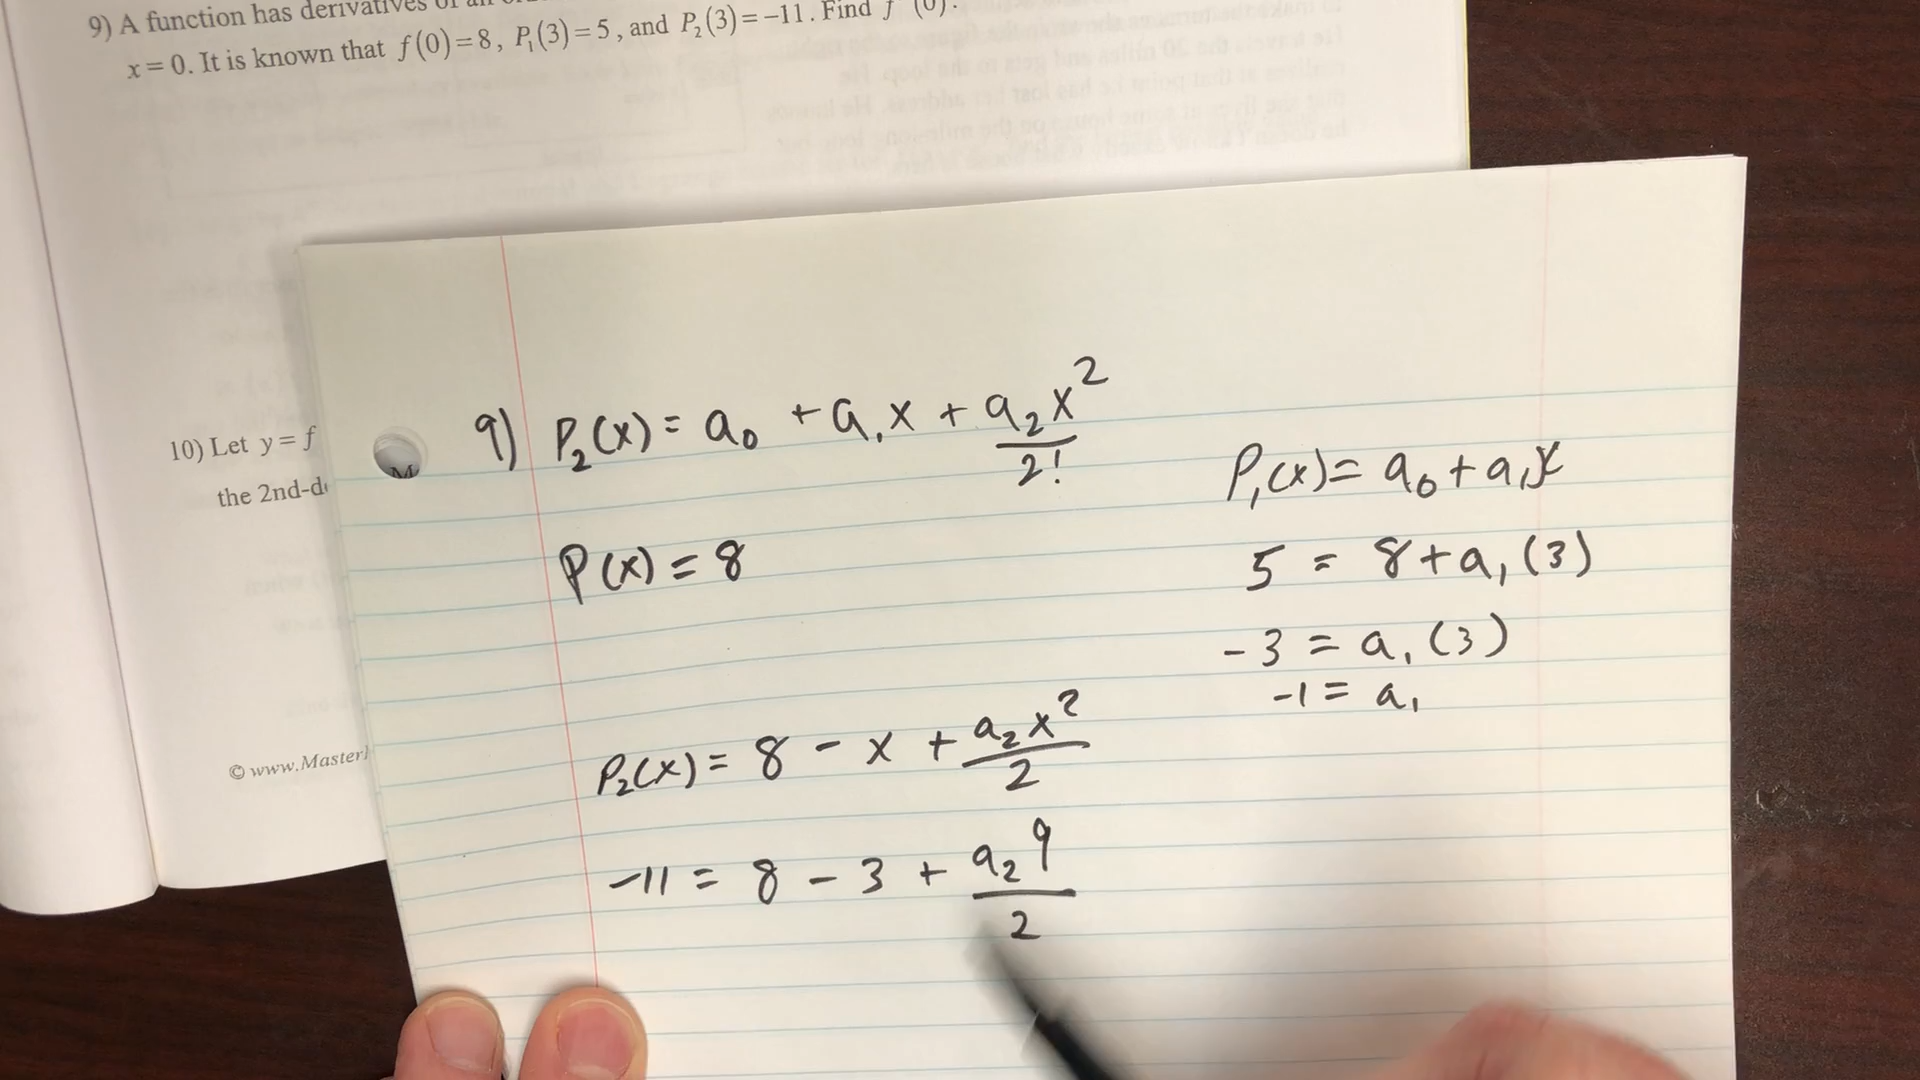 9) A function has derivatives of
x = 0. It is known that f(0) = 8, P₁(3) = 5, and P₂(3) = −11. Find f (0).
10) Let y = f
the 2nd-d
© www.Master
9) P₂(x) = a₀ + a₁x + a₂x²/2!
P(x) = 8
P₂(x) = 8 - x + a₂x²/2
-11 = 8 - 3 + a₂9/2
P₁(x) = a₀ + a₁x
5 = 8 + a₁(3)
-3 = a₁(3)
-1 = a₁